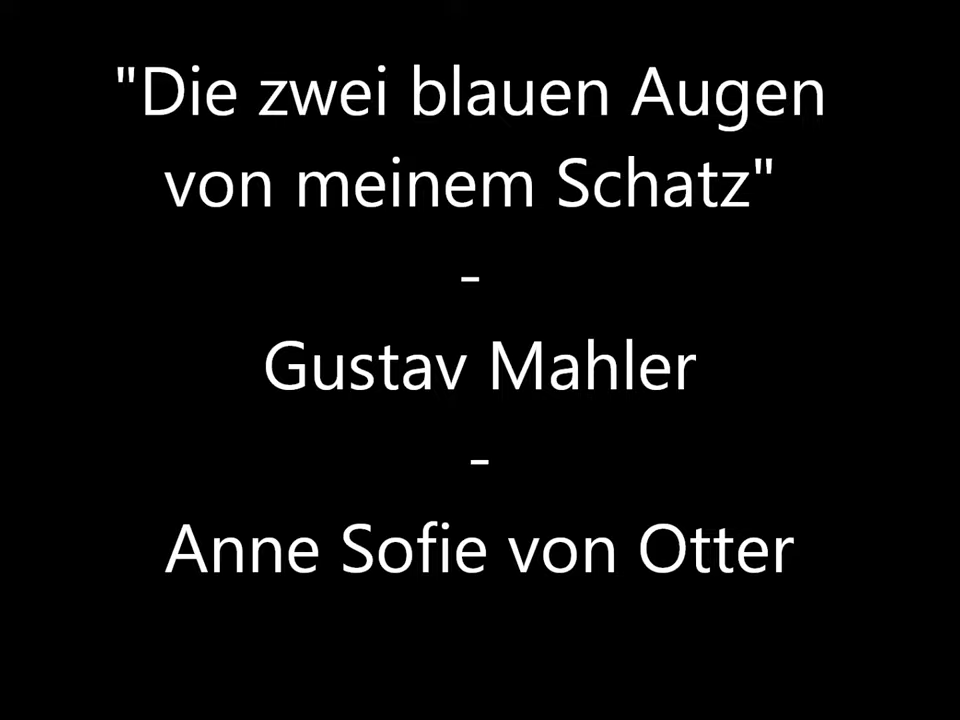 "Die zwei blauen Augen
von meinem Schatz"
-
Gustav Mahler
-
Anne Sofie von Otter